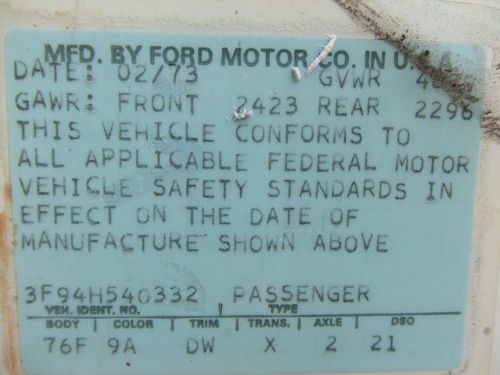 MFD. BY FORD MOTOR CO. IN U.S.A.
DATE: 02/73 GVWR
GAWR: FRONT 2423 REAR 2296
THIS VEHICLE CONFORMS TO
ALL APPLICABLE FEDERAL MOTOR
VEHICLE SAFETY STANDARDS IN
EFFECT ON THE DATE OF
MANUFACTURE SHOWN ABOVE
3F94H540332 PASSENGER
VEH. IDENT. NO. TYPE
BODY COLOR TRIM TRANS. AXLE DSO
76F 9A DW X 2 21